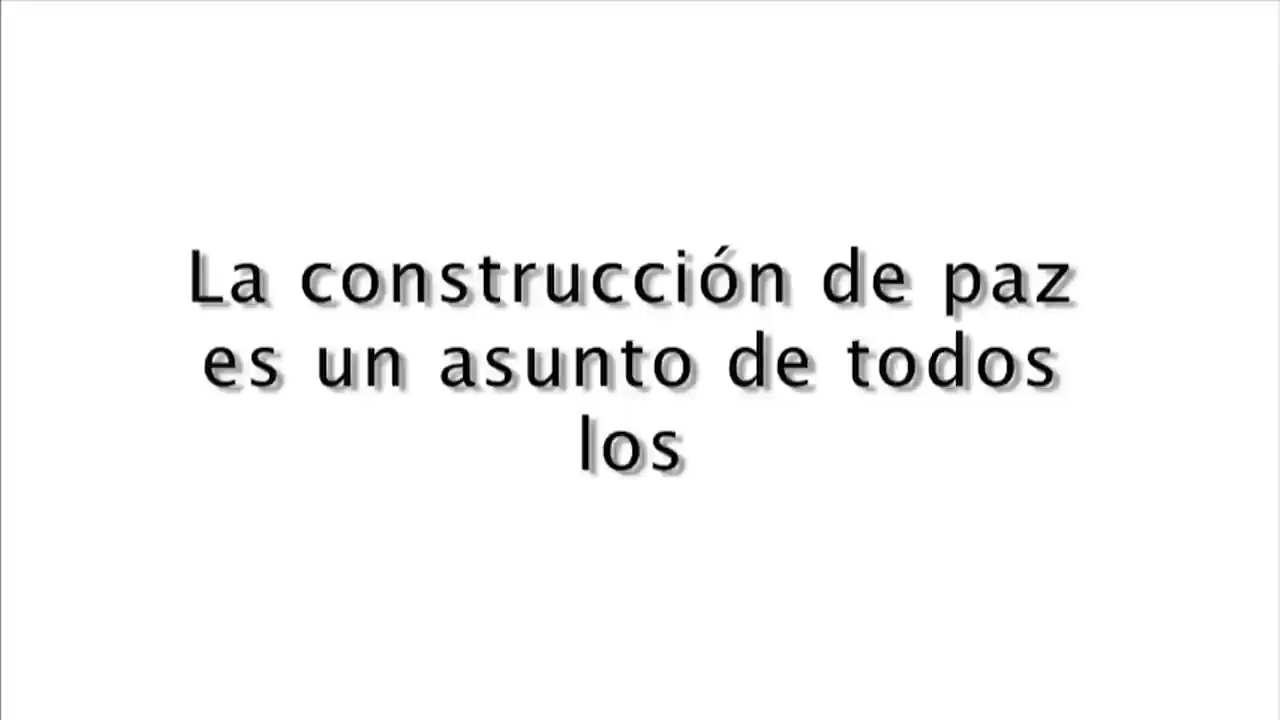 La construcción de paz
es un asunto de todos
los